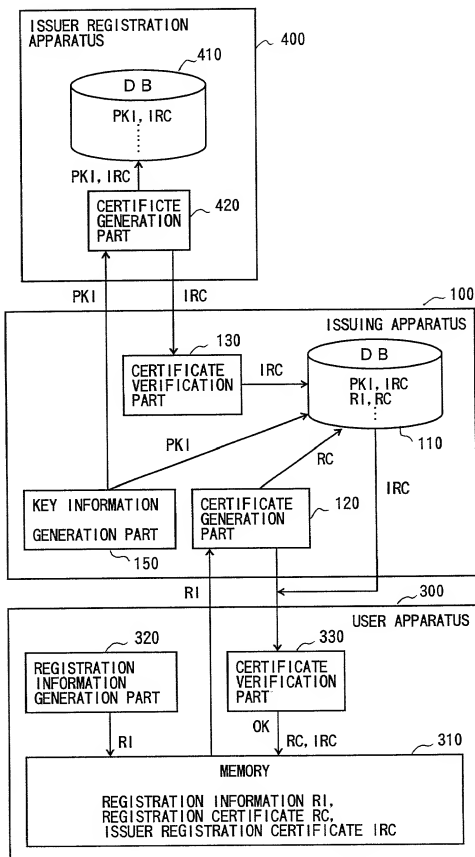 ISSUER REGISTRATION
APPARATUS
400
410
DB
PKI, IRC
PKI, IRC
CERTIFICTE
GENERATION
PART
420
PKI
IRC
100
ISSUING APPARATUS
130
CERTIFICATE
VERIFICATION
PART
IRC
DB
PKI, IRC
RI, RC
110
PKI
RC
IRC
KEY INFORMATION
GENERATION PART
150
CERTIFICATE
GENERATION
PART
120
RI
300
USER APPARATUS
320
REGISTRATION
INFORMATION
GENERATION PART
330
CERTIFICATE
VERIFICATION
PART
RI
OK
RC, IRC
310
MEMORY
REGISTRATION INFORMATION RI,
REGISTRATION CERTIFICATE RC,
ISSUER REGISTRATION CERTIFICATE IRC